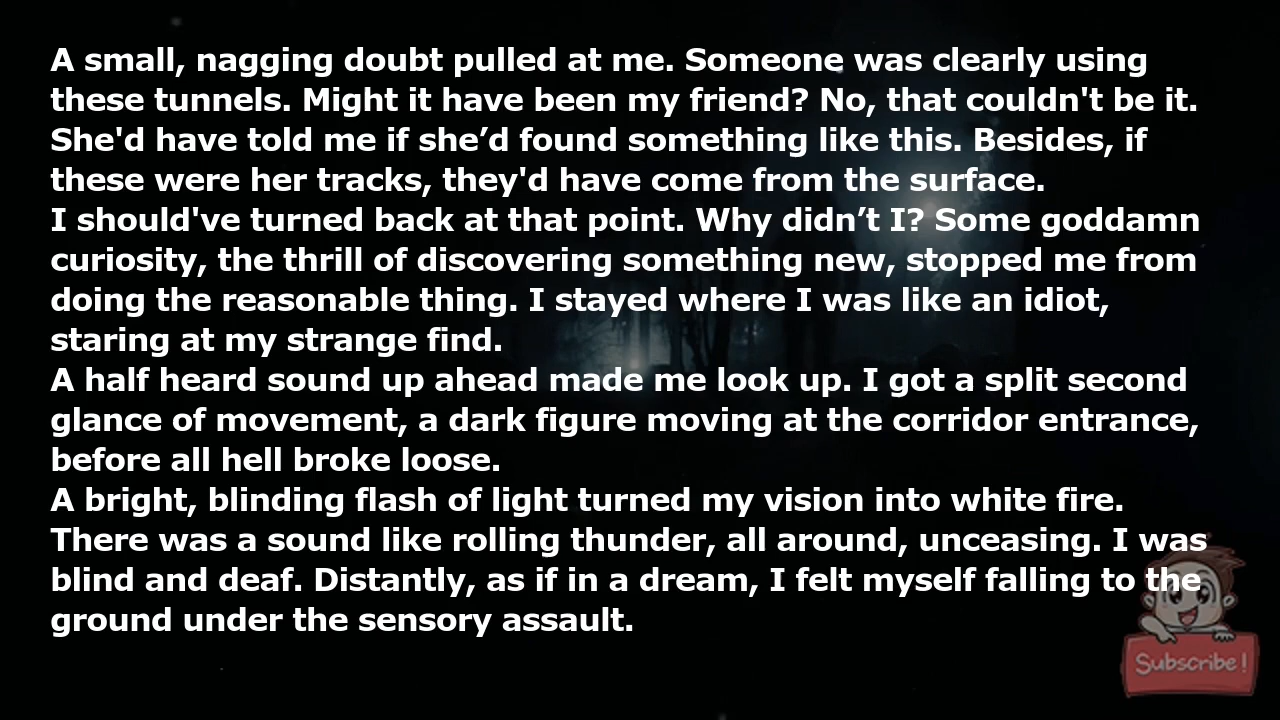 A small, nagging doubt pulled at me. Someone was clearly using
these tunnels. Might it have been my friend? No, that couldn't be it.
She'd have told me if she’d found something like this. Besides, if
these were her tracks, they'd have come from the surface.
I should've turned back at that point. Why didn’t I? Some goddamn
curiosity, the thrill of discovering something new, stopped me from
doing the reasonable thing. I stayed where I was like an idiot,
staring at my strange find.
A half heard sound up ahead made me look up. I got a split second
glance of movement, a dark figure moving at the corridor entrance,
before all hell broke loose.
A bright, blinding flash of light turned my vision into white fire.
There was a sound like rolling thunder, all around, unceasing. I was
blind and deaf. Distantly, as if in a dream, I felt myself falling to the
ground under the sensory assault.
Subscribe!